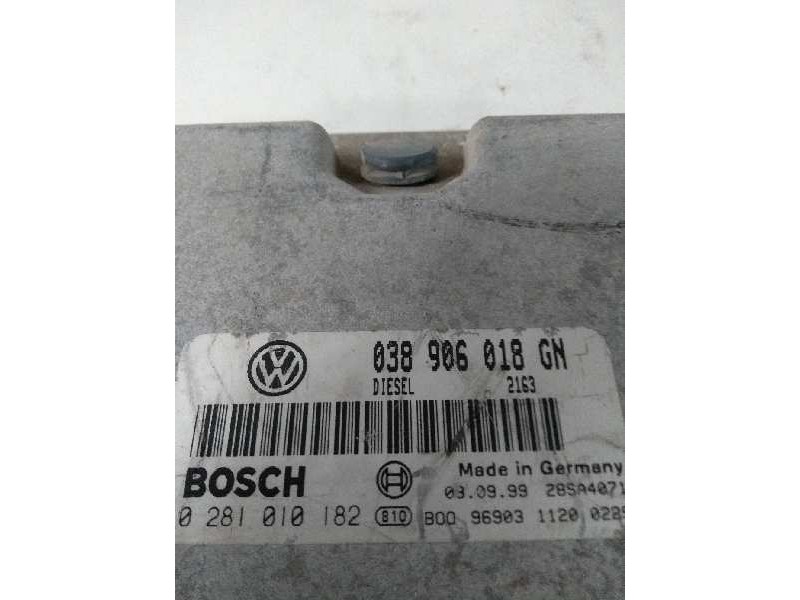 038 906 018 GN
DIESEL 2163
BOSCH
Made in Germany
03.09.99 28SA4071
0 281 010 182 810 B00 96903 1120